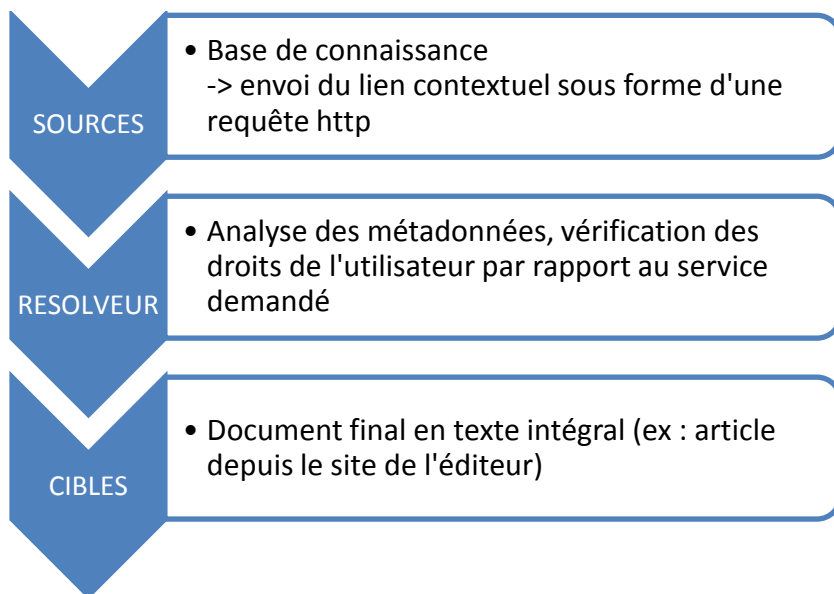 SOURCES
• Base de connaissance
-> envoi du lien contextuel sous forme d'une
requête http
RESOLVEUR
• Analyse des métadonnées, vérification des
droits de l'utilisateur par rapport au service
demandé
CIBLES
• Document final en texte intégral (ex : article
depuis le site de l'éditeur)